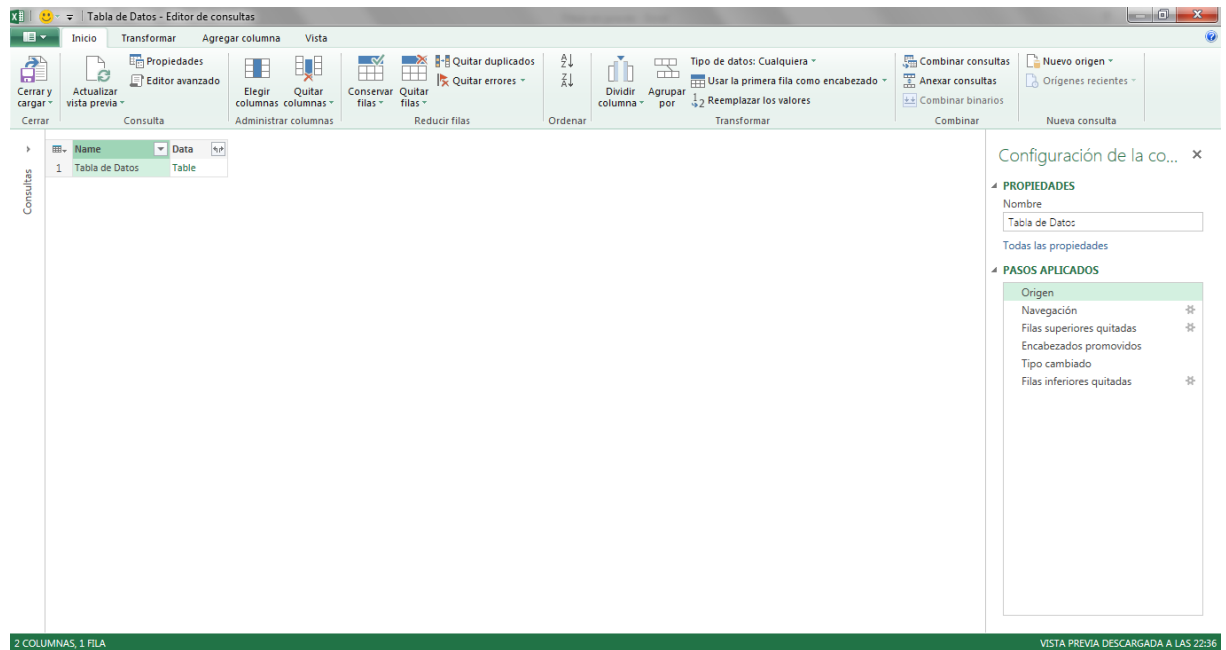 Tabla de Datos - Editor de consultas
Inicio Transformar Agregar columna Vista
Cerrar y cargar
Cerrar
Actualizar vista previa
Propiedades
Editor avanzado
Consulta
Elegir columnas
Quitar columnas
Administrar columnas
Conservar filas
Quitar filas
Quitar duplicados
Quitar errores
Reducir filas
Ordenar
Dividir columna
Agrupar por
Tipo de datos: Cualquiera
Usar la primera fila como encabezado
Reemplazar los valores
Transformar
Combinar consultas
Anexar consultas
Combinar binarios
Combinar
Nuevo origen
Orígenes recientes
Nueva consulta
Consultas
Name Data
1 Tabla de Datos Table
Configuración de la co...
PROPIEDADES
Nombre
Tabla de Datos
Todas las propiedades
PASOS APLICADOS
Origen
Navegación
Filas superiores quitadas
Encabezados promovidos
Tipo cambiado
Filas inferiores quitadas
2 COLUMNAS, 1 FILA
VISTA PREVIA DESCARGADA A LAS 22:36